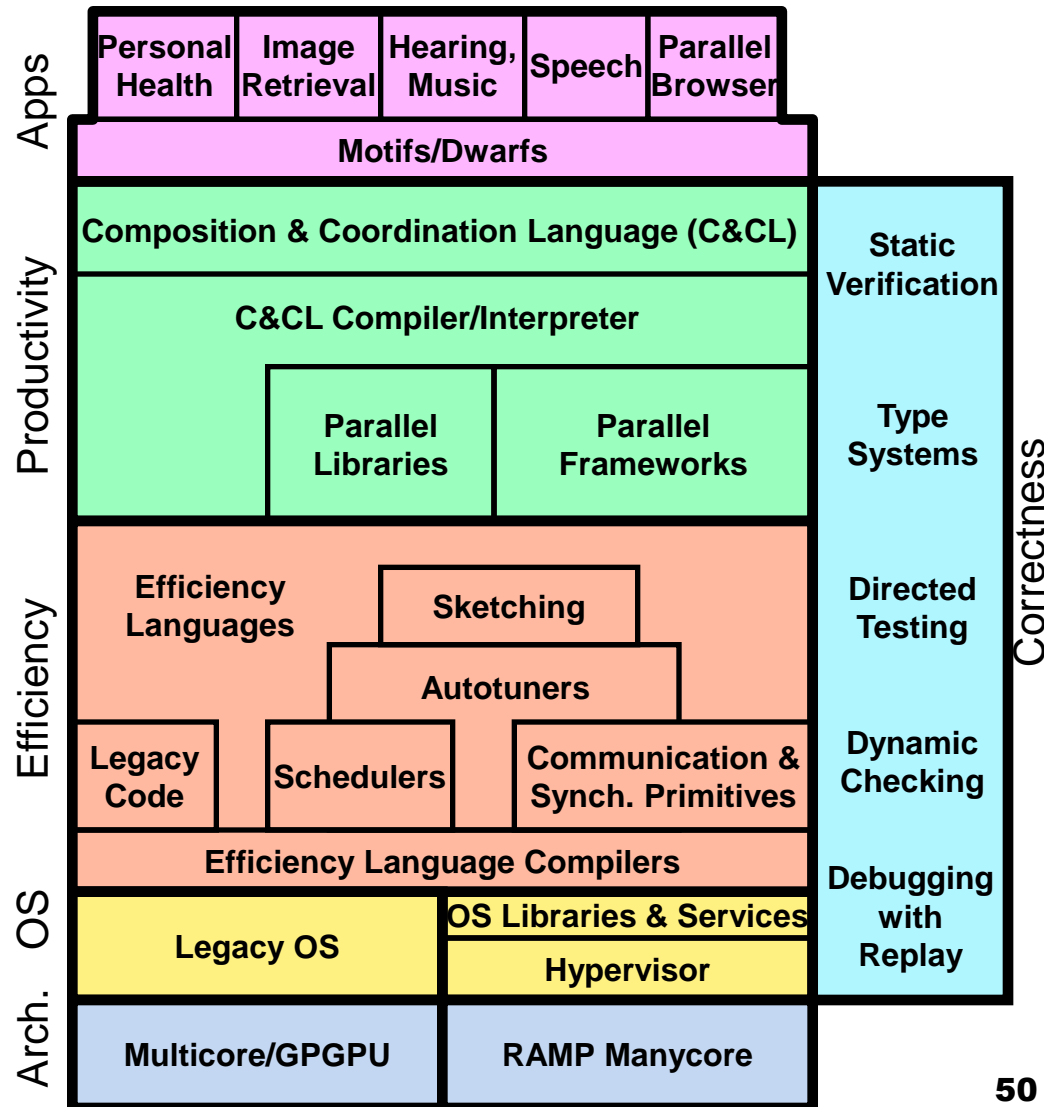 Apps
Personal
Health
Image
Retrieval
Hearing,
Music
Speech
Parallel
Browser
Motifs/Dwarfs
Productivity
Composition & Coordination Language (C&CL)
C&CL Compiler/Interpreter
Parallel
Libraries
Parallel
Frameworks
Efficiency
Efficiency
Languages
Sketching
Autotuners
Legacy
Code
Schedulers
Communication &
Synch. Primitives
Efficiency Language Compilers
OS
Legacy OS
OS Libraries & Services
Hypervisor
Arch.
Multicore/GPGPU
RAMP Manycore
Static
Verification
Type
Systems
Directed
Testing
Dynamic
Checking
Debugging
with
Replay
Correctness
50